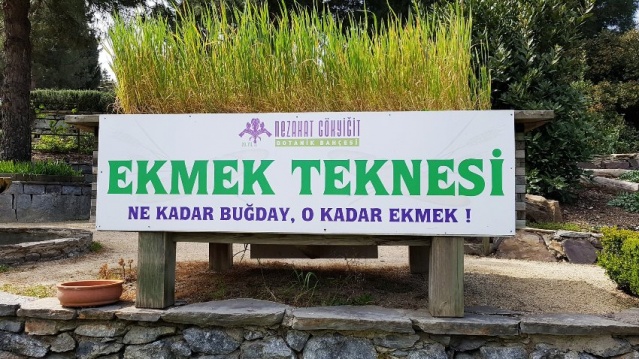 NEZAHAT GÖKYİĞİT
BOTANİK BAHÇESİ
EKMEK TEKNESİ
NE KADAR BUĞDAY, O KADAR EKMEK !